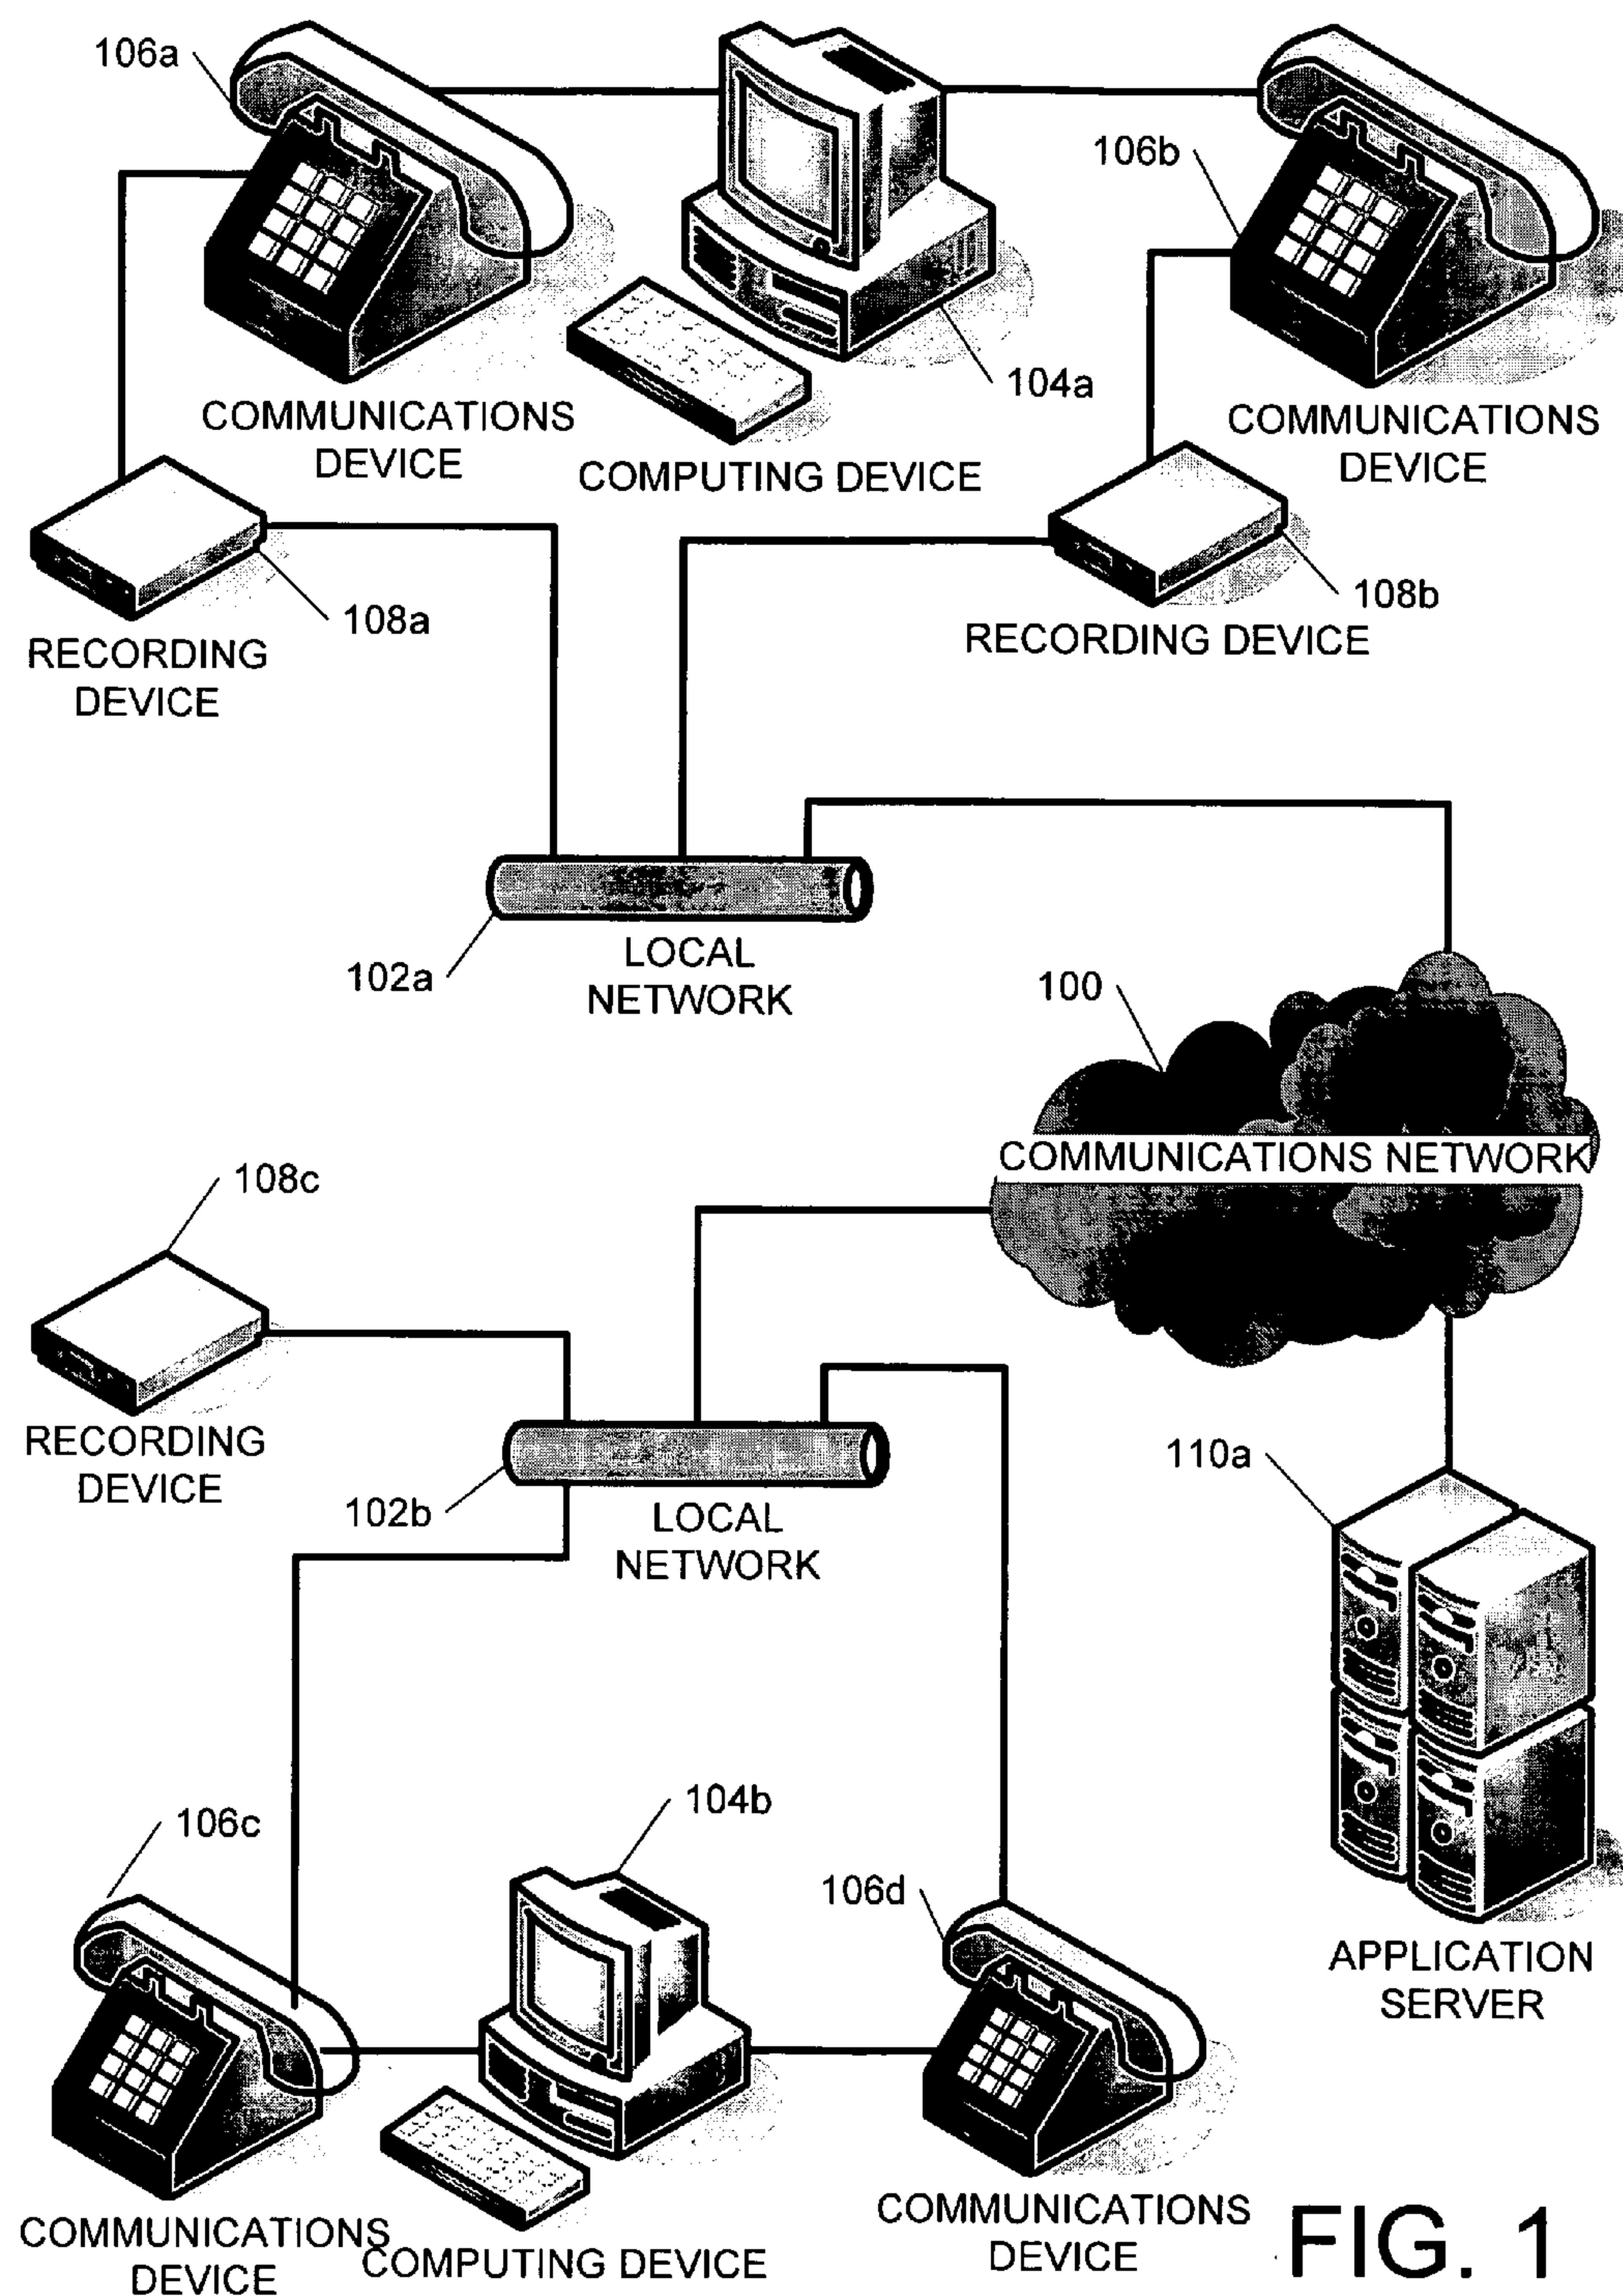 106a
106b
104a
COMMUNICATIONS
DEVICE
COMPUTING DEVICE
COMMUNICATIONS
DEVICE
108a
108b
RECORDING
DEVICE
RECORDING DEVICE
102a
LOCAL
NETWORK
100
COMMUNICATIONS NETWORK
108c
RECORDING
DEVICE
102b
LOCAL
NETWORK
110a
106c
104b
106d
APPLICATION
SERVER
COMMUNICATIONS
DEVICE
COMPUTING DEVICE
COMMUNICATIONS
DEVICE
FIG. 1